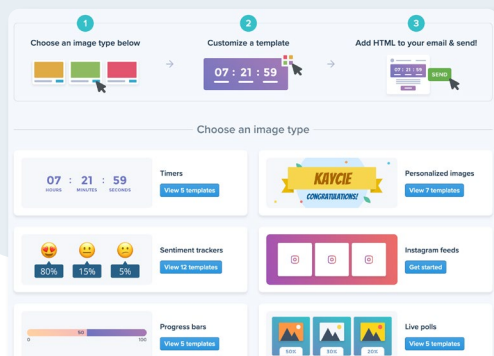 1
2
3
Choose an image type below
Customize a template
Add HTML to your email & send!
07 : 21 : 59
07 : 21 : 59
SEND
Choose an image type
07 : 21 : 59
HOURS MINUTES SECONDS
Timers
View 5 templates
KAYCIE
CONGRATULATIONS!
Personalized images
View 7 templates
80% 15% 5%
Sentiment trackers
View 12 templates
Instagram feeds
Get started
50
0 100
Progress bars
View 5 templates
50% 30% 20%
Live polls
View 5 templates